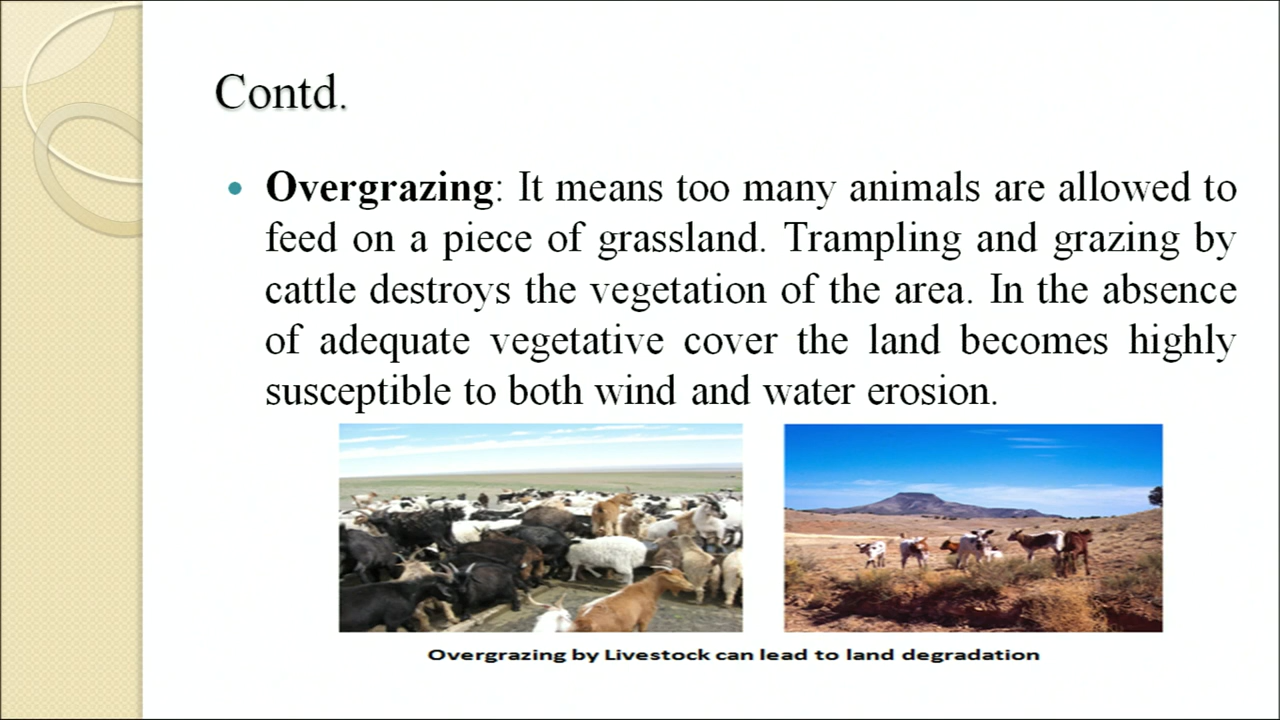 Contd.
Overgrazing: It means too many animals are allowed to
feed on a piece of grassland. Trampling and grazing by
cattle destroys the vegetation of the area. In the absence
of adequate vegetative cover the land becomes highly
susceptible to both wind and water erosion.
Overgrazing by Livestock can lead to land degradation